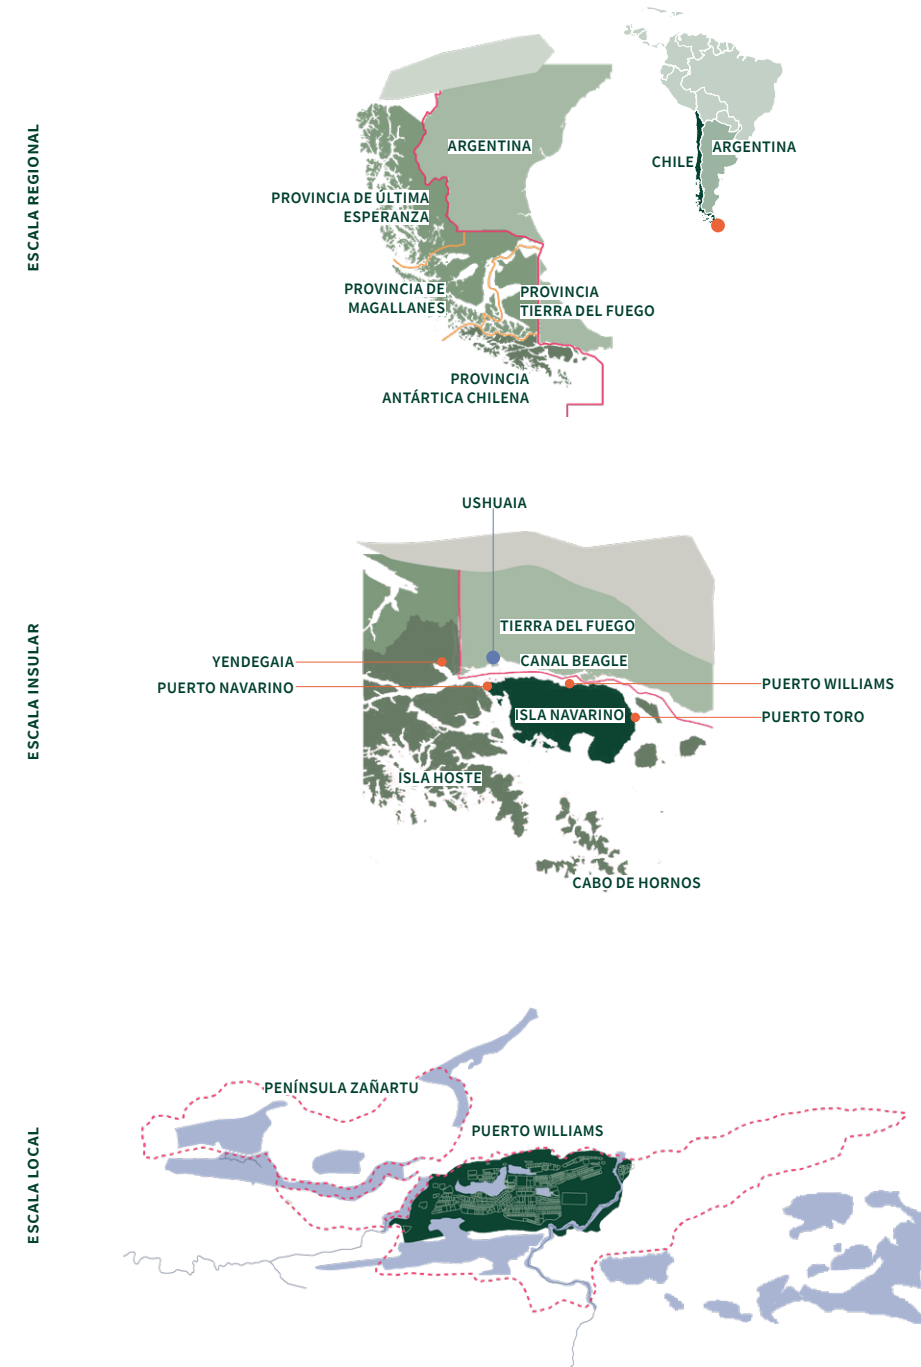 ESCALA REGIONAL
ARGENTINA
CHILE
ARGENTINA
PROVINCIA DE ÚLTIMA
ESPERANZA
PROVINCIA DE
MAGALLANES
PROVINCIA
TIERRA DEL FUEGO
PROVINCIA
ANTÁRTICA CHILENA
ESCALA INSULAR
USHUAIA
TIERRA DEL FUEGO
YENDEGAIA
CANAL BEAGLE
PUERTO NAVARINO
PUERTO WILLIAMS
ISLA NAVARINO
PUERTO TORO
ISLA HOSTE
CABO DE HORNOS
ESCALA LOCAL
PENÍNSULA ZAÑARTU
PUERTO WILLIAMS